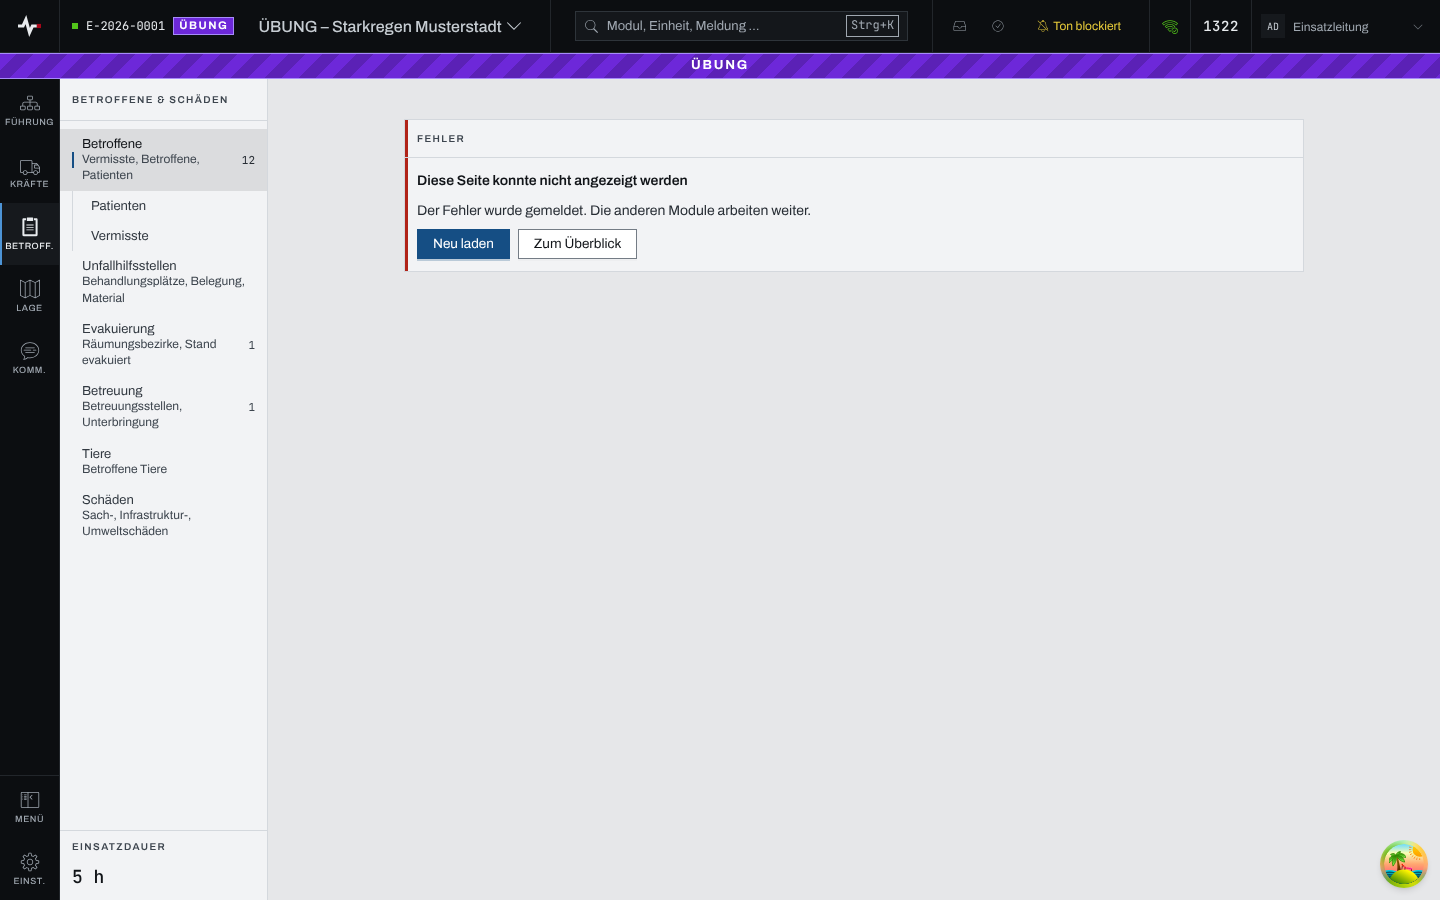 E-2026-0001 ÜBUNG ÜBUNG – Starkregen Musterstadt
Modul, Einheit, Meldung ... Strg+K
Ton blockiert
1322
AD Einsatzleitung
ÜBUNG
FÜHRUNG
KRÄFTE
BETROFF.
LAGE
KOMM.
MENÜ
EINST.
BETROFFENE & SCHÄDEN
Betroffene
Vermisste, Betroffene, 12
Patienten
Patienten
Vermisste
Unfallhilfsstellen
Behandlungsplätze, Belegung,
Material
Evakuierung
Räumungsbezirke, Stand 1
evakuiert
Betreuung
Betreuungsstellen, 1
Unterbringung
Tiere
Betroffene Tiere
Schäden
Sach-, Infrastruktur-,
Umweltschäden
EINSATZDAUER
5 h
FEHLER
Diese Seite konnte nicht angezeigt werden
Der Fehler wurde gemeldet. Die anderen Module arbeiten weiter.
Neu laden Zum Überblick